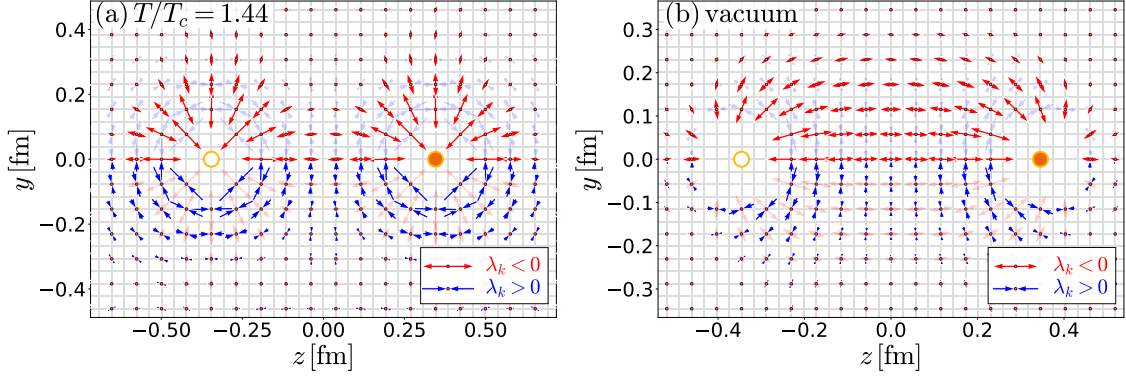 (a) T/T_c = 1.44
y [fm]
0.4
0.2
0.0
−0.2
−0.4
λ_k < 0
λ_k > 0
−0.50 −0.25 0.00 0.25 0.50
z [fm]
(b) vacuum
y [fm]
0.3
0.2
0.1
0.0
−0.1
−0.2
−0.3
λ_k < 0
λ_k > 0
−0.4 −0.2 0.0 0.2 0.4
z [fm]